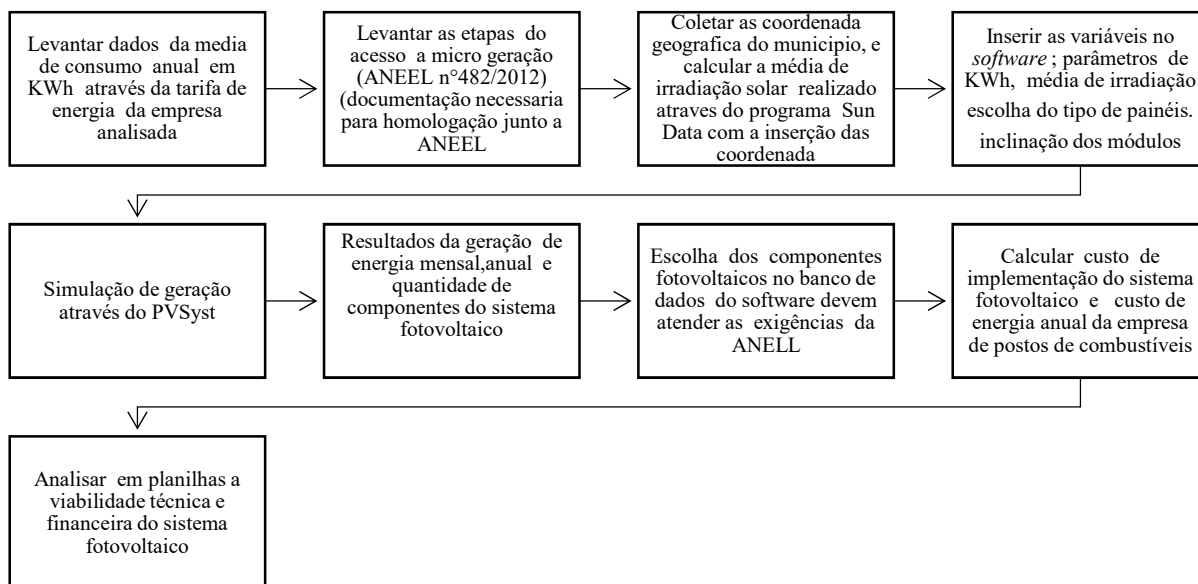 Levantar dados da media
de consumo anual em
KWh através da tarifa de
energia da empresa
analisada
Levantar as etapas do
acesso a micro geração
(ANEEL n°482/2012)
(documentação necessaria
para homologação junto a
ANEEL
Coletar as coordenada
geografica do municipio, e
calcular a média de
irradiação solar realizado
atraves do programa Sun
Data com a inserção das
coordenada
Inserir as variáveis no
software ; parâmetros de
KWh, média de irradiação
escolha do tipo de painéis.
inclinação dos módulos
Simulação de geração
através do PVSyst
Resultados da geração de
energia mensal,anual e
quantidade de
componentes do sistema
fotovoltaico
Escolha dos componentes
fotovoltaicos no banco de
dados do software devem
atender as exigências da
ANELL
Calcular custo de
implementação do sistema
fotovoltaico e custo de
energia anual da empresa
de postos de combustíveis
Analisar em planilhas a
viabilidade técnica e
financeira do sistema
fotovoltaico